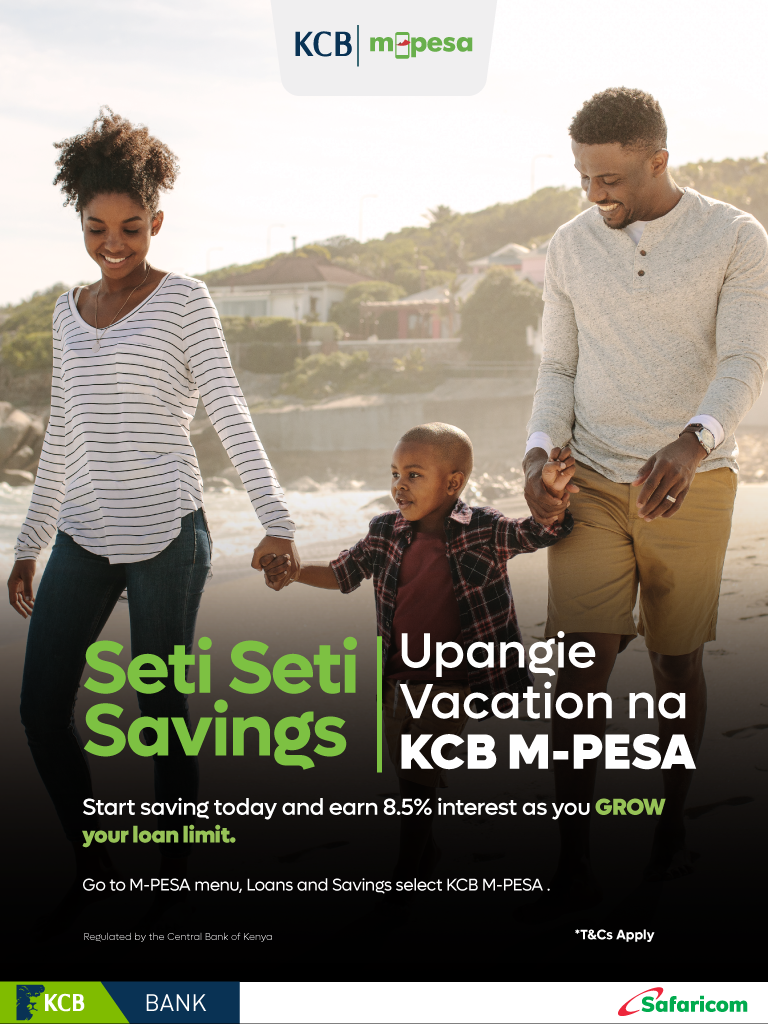 KCB | m-pesa
Seti Seti
Savings
Upangie
Vacation na
KCB M-PESA
Start saving today and earn 8.5% interest as you GROW
your loan limit.
Go to M-PESA menu, Loans and Savings select KCB M-PESA .
Regulated by the Central Bank of Kenya
*T&Cs Apply
KCB BANK
Safaricom